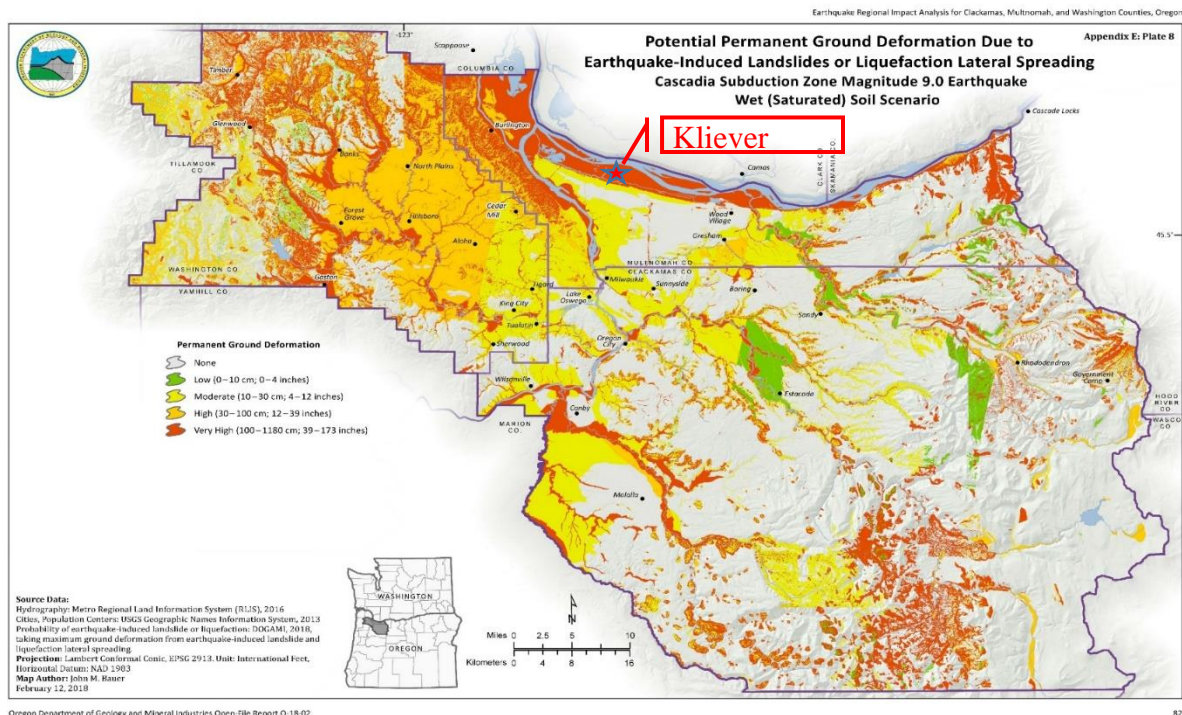 Earthquake Regional Impact Analysis for Clackamas, Multnomah, and Washington Counties, Oregon
Appendix E: Plate 8
Potential Permanent Ground Deformation Due to
Earthquake-Induced Landslides or Liquefaction Lateral Spreading
Cascadia Subduction Zone Magnitude 9.0 Earthquake
Wet (Saturated) Soil Scenario
Kliever
-123°
Scappoose
COLUMBIA CO.
Timber
Cascade Locks
Glenwood
Burlington
TILLAMOOK CO.
Banks
North Plains
Camas
CLARK CO.
SKAMANIA CO.
Forest Grove
Hillsboro
Cedar Mill
Wood Village
Aloha
Gresham
45.5°
WASHINGTON CO.
YAMHILL CO.
Gaston
MULTNOMAH CO.
CLACKAMAS CO.
Milwaukie
Sunnyside
Boring
Tigard
King City
Lake Oswego
Tualatin
Sandy
Sherwood
Oregon City
Rhododendron
Government Camp
Wilsonville
Estacada
HOOD RIVER CO.
WASCO CO.
Canby
MARION CO.
Molalla
Permanent Ground Deformation
None
Low (0–10 cm; 0–4 inches)
Moderate (10–30 cm; 4–12 inches)
High (30–100 cm; 12–39 inches)
Very High (100–1180 cm; 39–173 inches)
WASHINGTON
OREGON
N
Miles 0 2.5 5 10
Kilometers 0 4 8 16
Source Data:
Hydrography: Metro Regional Land Information System (RLIS), 2016
Cities, Population Centers: USGS Geographic Names Information System, 2013
Probability of earthquake-induced landslide or liquefaction: DOGAMI, 2018,
taking maximum ground deformation from earthquake-induced landslide and
liquefaction lateral spreading.
Projection: Lambert Conformal Conic, EPSG 2913. Unit: International Feet,
Horizontal Datum: NAD 1983
Map Author: John M. Bauer
February 12, 2018
Oregon Department of Geology and Mineral Industries Open-File Report O-18-02
82